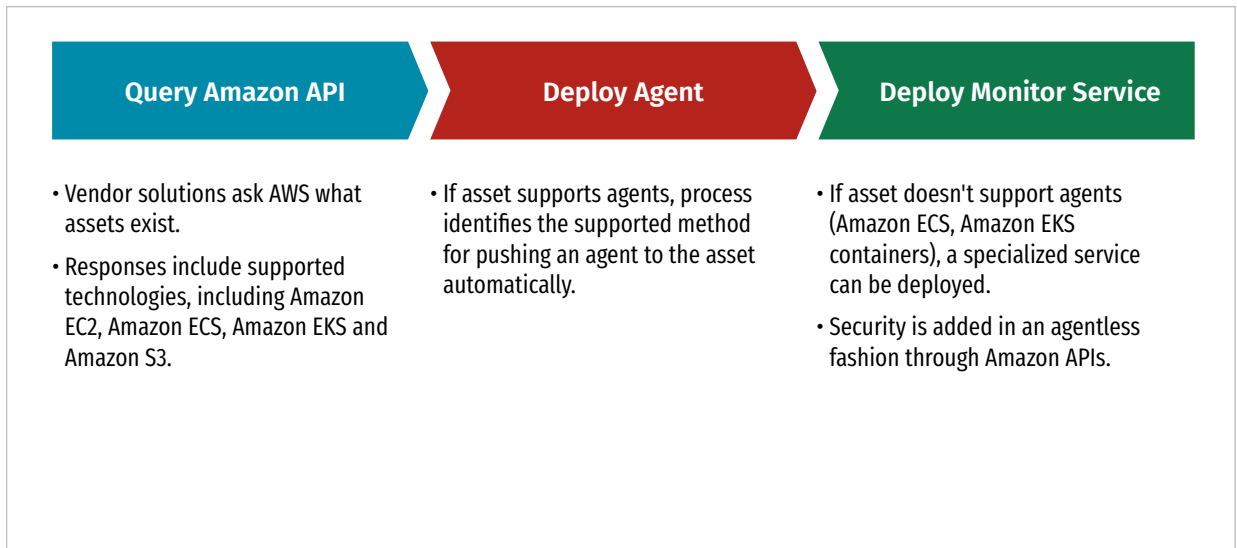 Query Amazon API
Deploy Agent
Deploy Monitor Service
• Vendor solutions ask AWS what
assets exist.
• Responses include supported
technologies, including Amazon
EC2, Amazon ECS, Amazon EKS and
Amazon S3.
• If asset supports agents, process
identifies the supported method
for pushing an agent to the asset
automatically.
• If asset doesn't support agents
(Amazon ECS, Amazon EKS
containers), a specialized service
can be deployed.
• Security is added in an agentless
fashion through Amazon APIs.